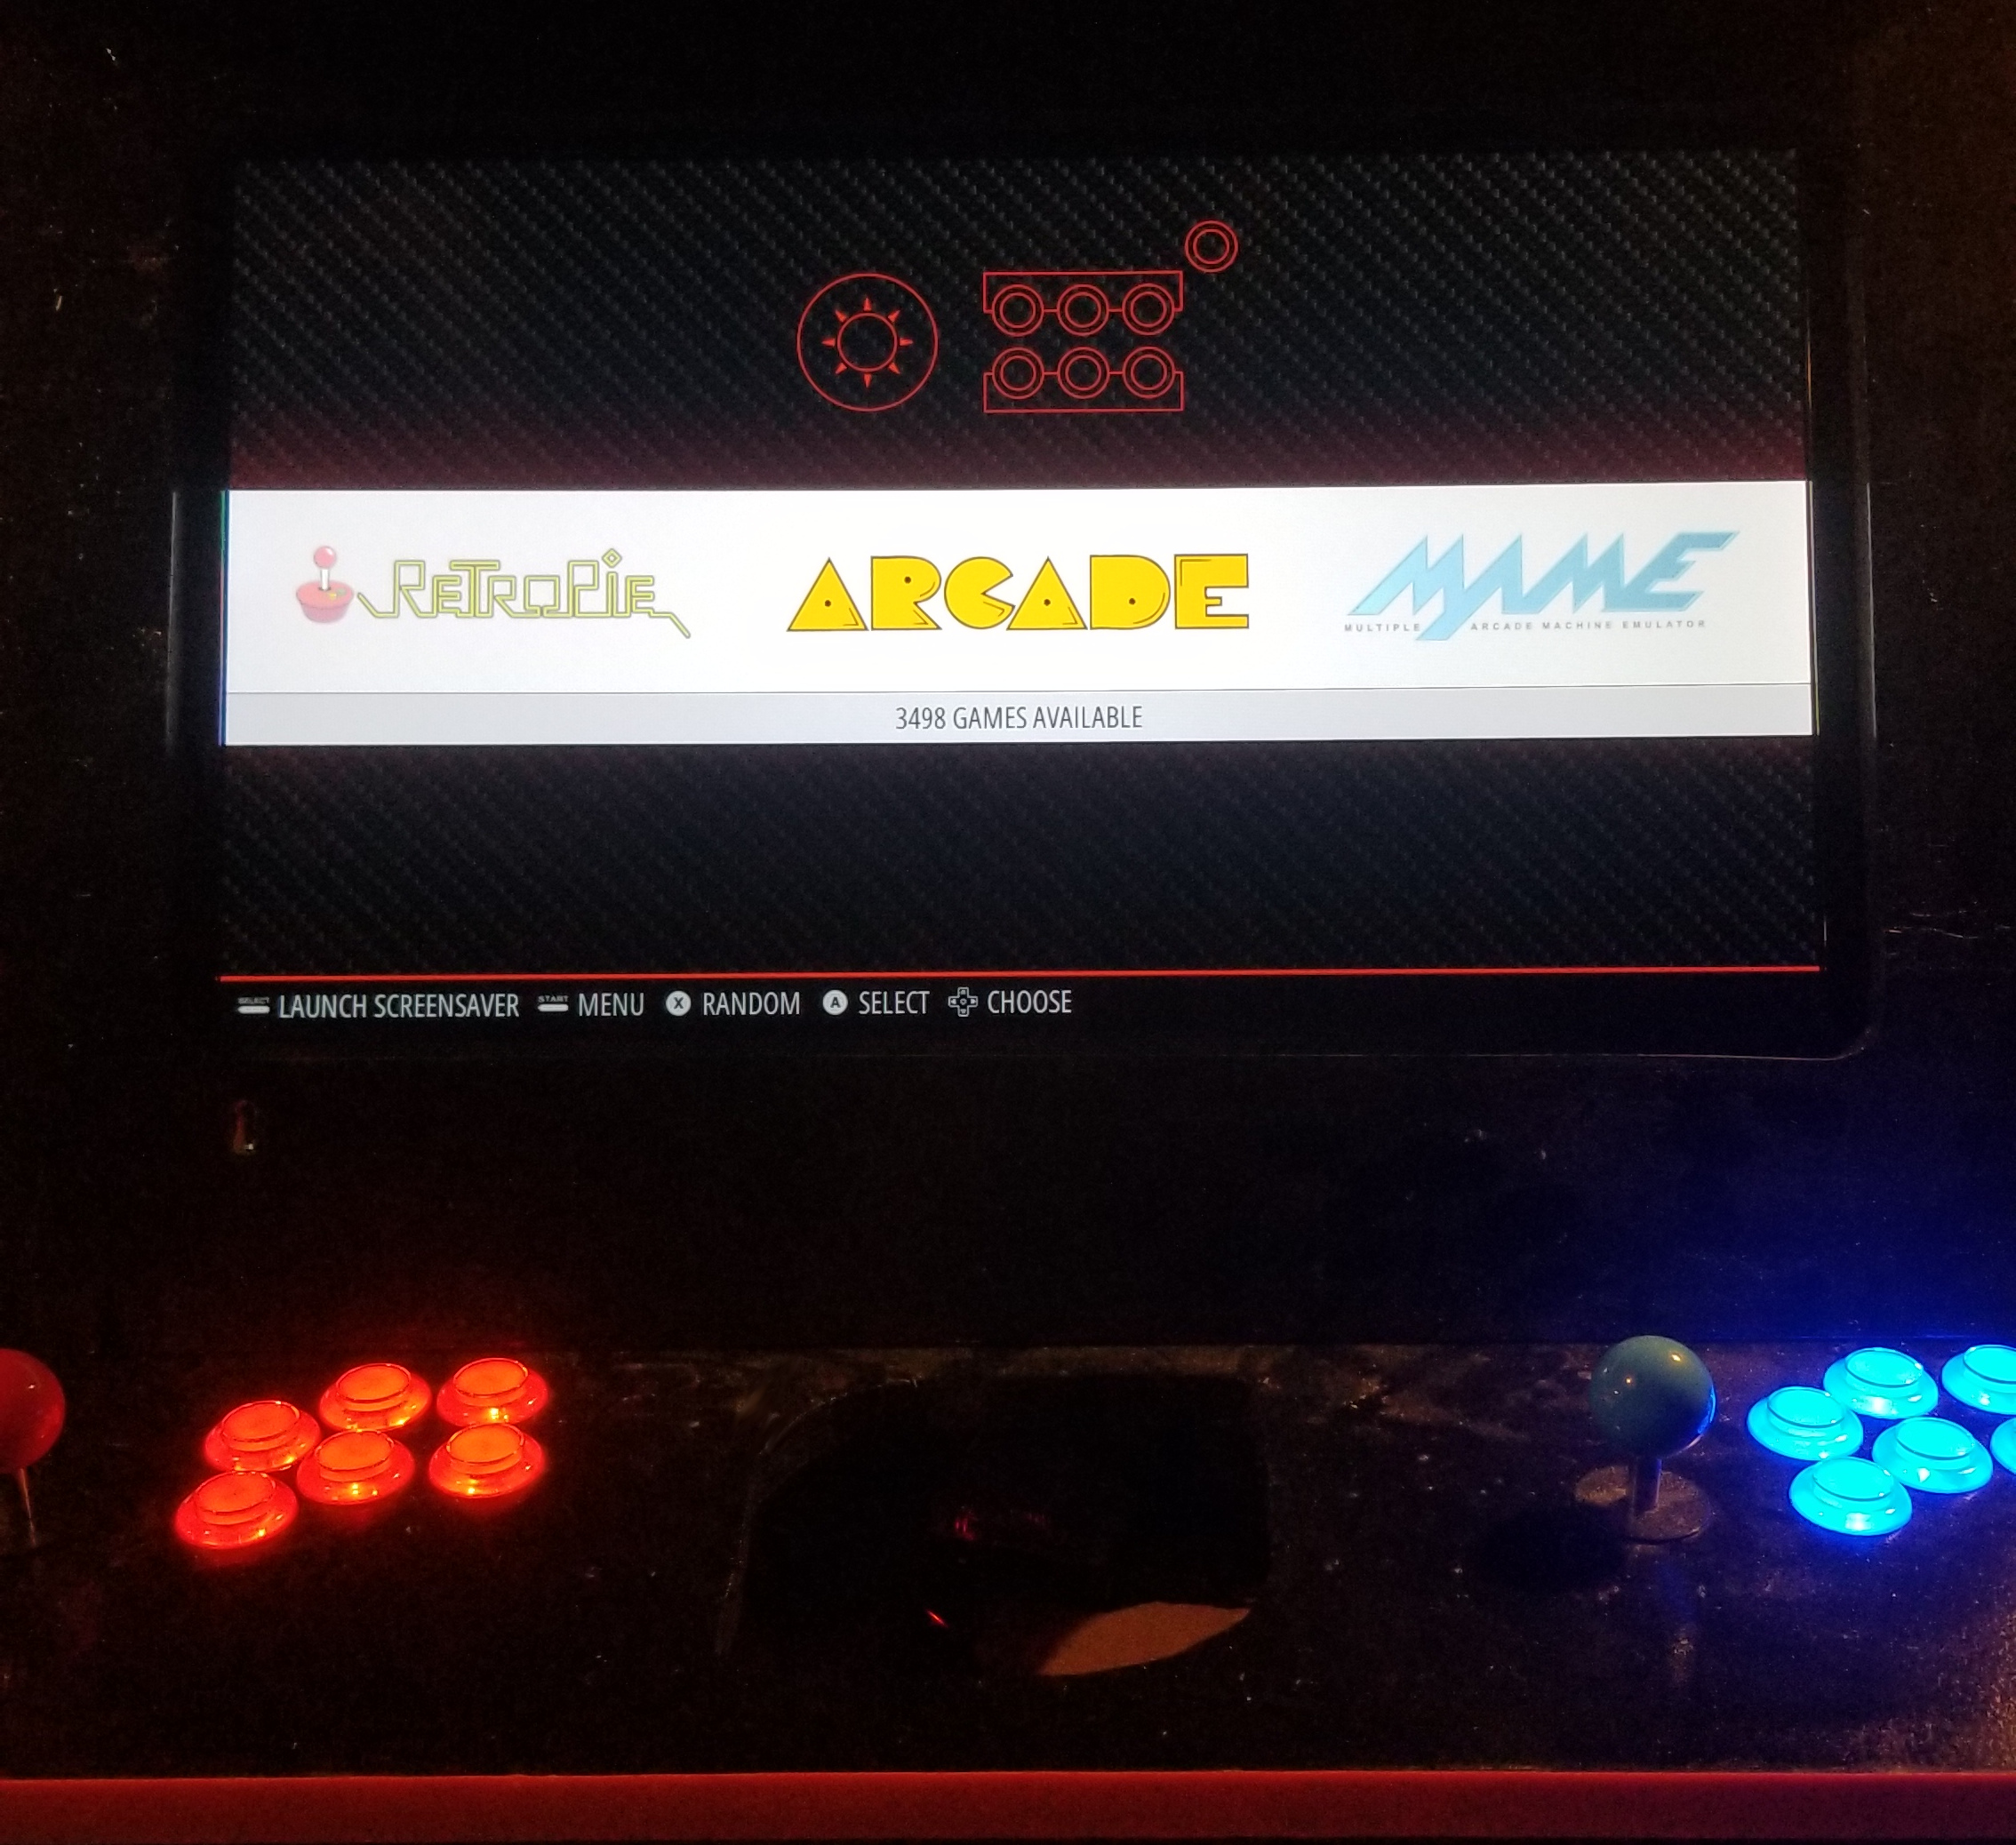 RETROPIE
ARCADE
MAME
MULTIPLE ARCADE MACHINE EMULATOR
3498 GAMES AVAILABLE
SELECT LAUNCH SCREENSAVER START MENU X RANDOM A SELECT CHOOSE